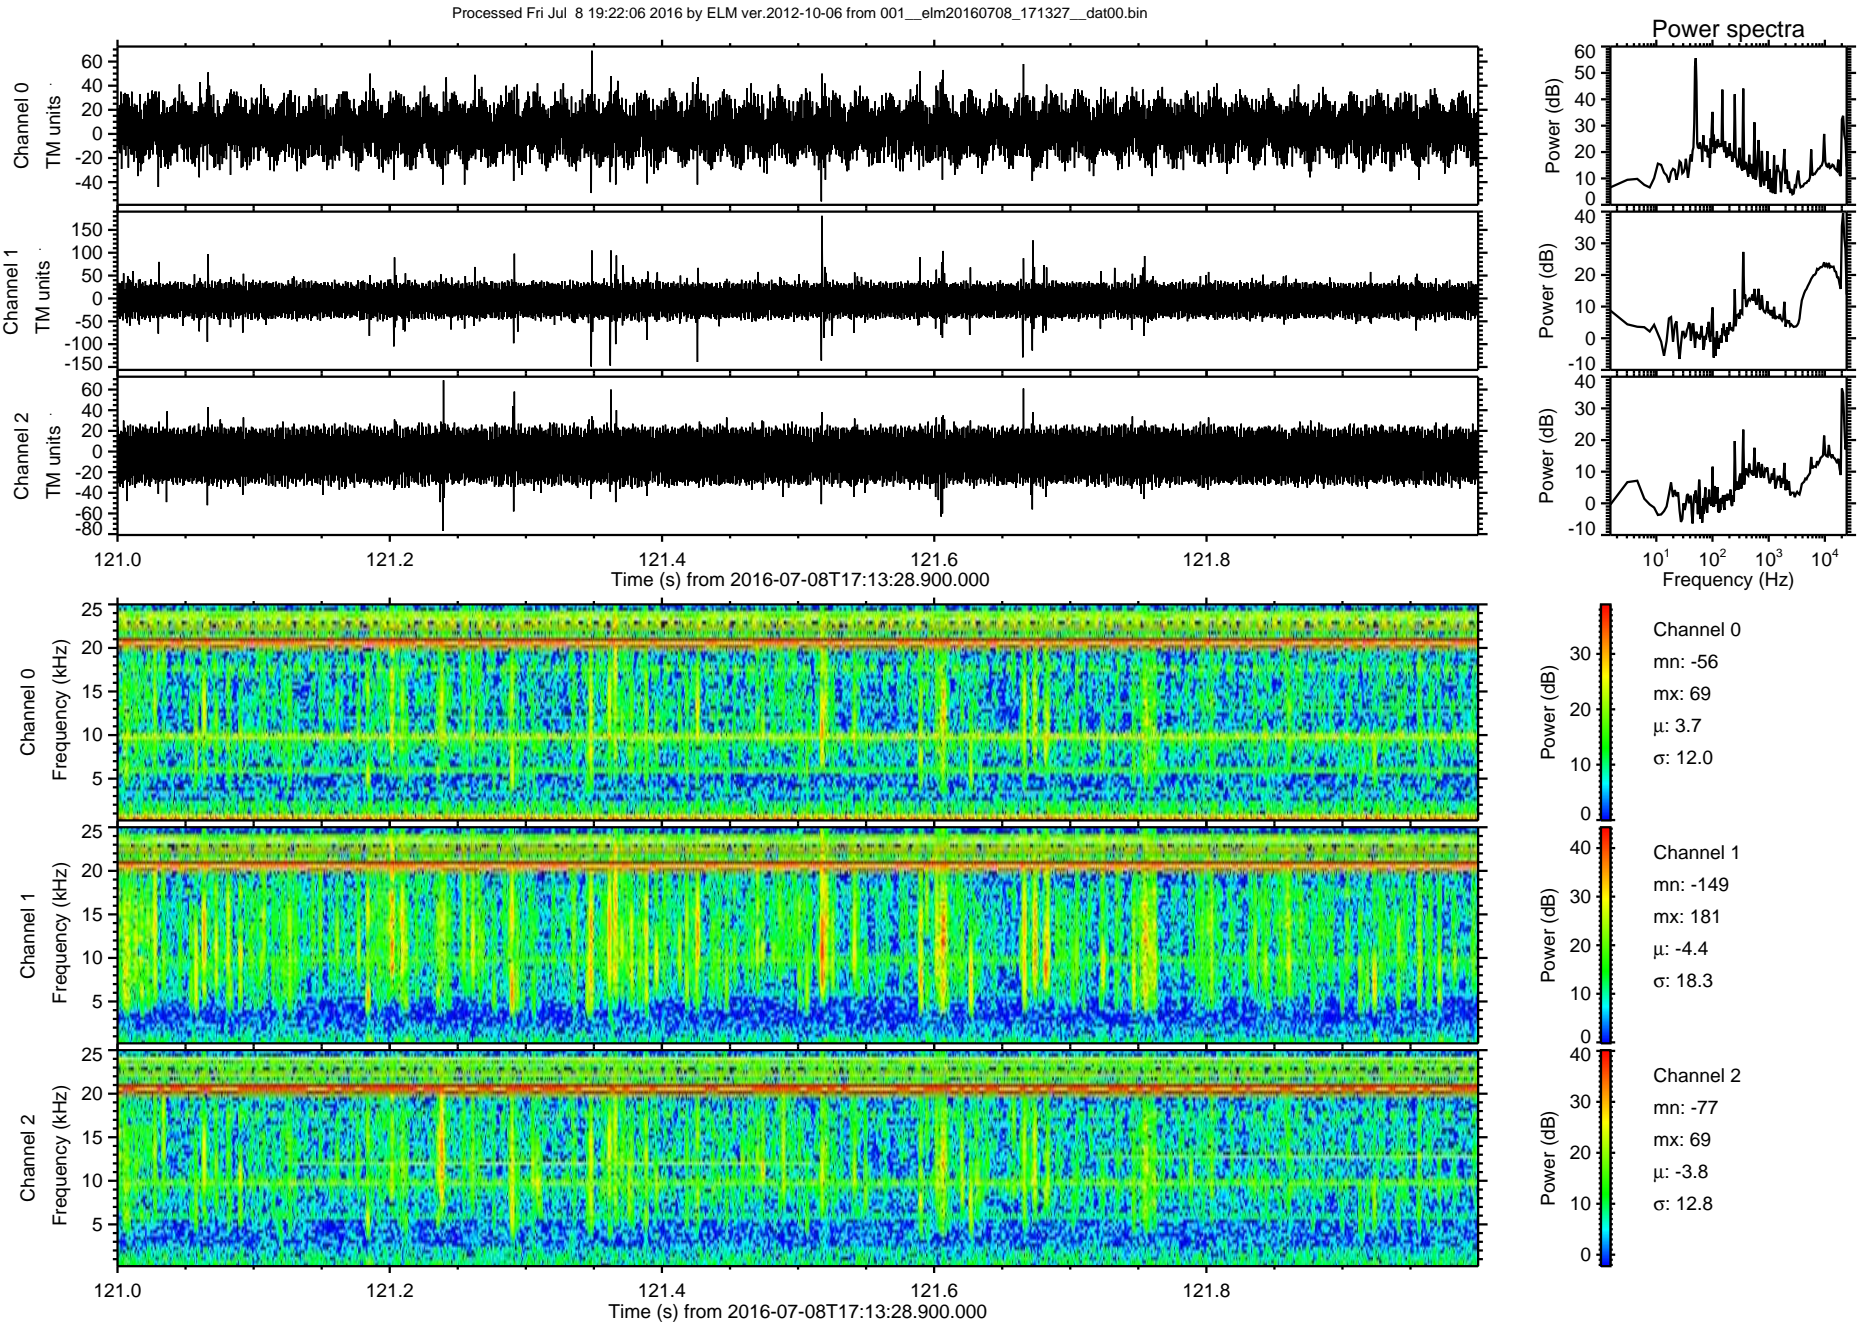 Processed Fri Jul  8 19:22:06 2016 by ELM ver.2012-10-06 from 001__elm20160708_171327__dat00.bin
Power spectra
Channel 0
TM units
60
40
20
0
-20
-40
Power (dB)
60
50
40
30
20
10
0
Channel 1
TM units
150
100
50
0
-50
-100
-150
Power (dB)
40
30
20
10
0
-10
Channel 2
TM units
60
40
20
0
-20
-40
-60
-80
Power (dB)
40
30
20
10
0
-10
121.0 121.2 121.4 121.6 121.8
Time (s) from 2016-07-08T17:13:28.900.000
10¹ 10² 10³ 10⁴
Frequency (Hz)
Channel 0
Frequency (kHz)
25
20
15
10
5
Power (dB)
30
20
10
0
Channel 0
mn: -56
mx: 69
µ: 3.7
σ: 12.0
Channel 1
Frequency (kHz)
25
20
15
10
5
Power (dB)
40
30
20
10
0
Channel 1
mn: -149
mx: 181
µ: -4.4
σ: 18.3
Channel 2
Frequency (kHz)
25
20
15
10
5
Power (dB)
40
30
20
10
0
Channel 2
mn: -77
mx: 69
µ: -3.8
σ: 12.8
121.0 121.2 121.4 121.6 121.8
Time (s) from 2016-07-08T17:13:28.900.000